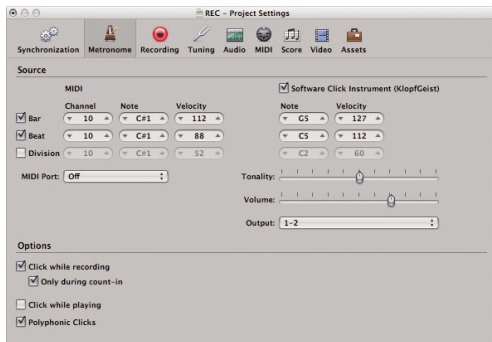 REC - Project Settings
Synchronization Metronome Recording Tuning Audio MIDI Score Video Assets
Source
MIDI
Software Click Instrument (KlopfGeist)
Channel Note Velocity Note Velocity
Bar 10 C#1 112 G5 127
Beat 10 C#1 88 C5 112
Division 10 C#1 52 C2 60
MIDI Port: Off
Tonality:
Volume:
Output: 1-2
Options
Click while recording
Only during count-in
Click while playing
Polyphonic Clicks